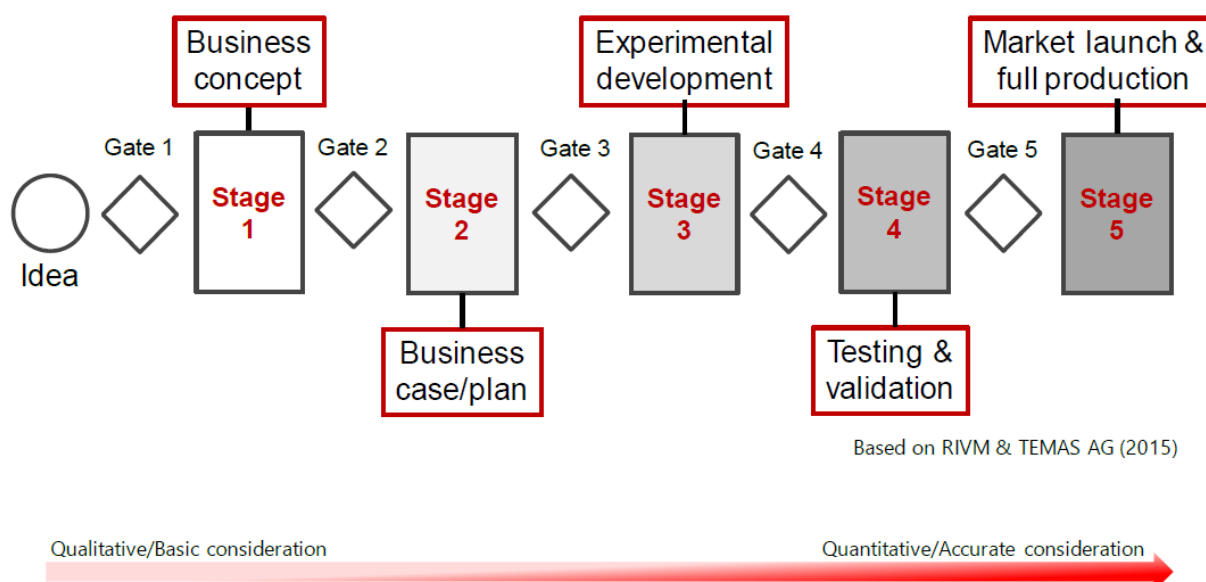 Business
concept
Experimental
development
Market launch &
full production
Gate 1
Gate 2
Gate 3
Gate 4
Gate 5
Idea
Stage
1
Stage
2
Stage
3
Stage
4
Stage
5
Business
case/plan
Testing &
validation
Based on RIVM & TEMAS AG (2015)
Qualitative/Basic consideration
Quantitative/Accurate consideration